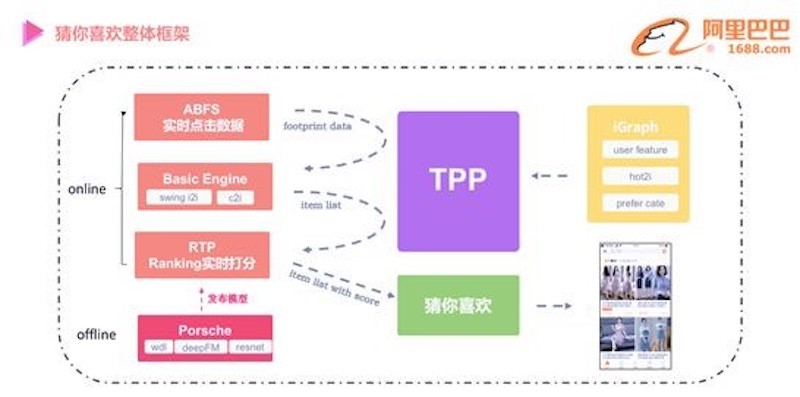 猜你喜欢整体框架
阿里巴巴
1688.com
ABFS
实时点击数据
footprint data
iGraph
user feature
hot2i
prefer cate
TPP
online
Basic Engine
swing i2i
c2i
item list
RTP
Ranking实时打分
item list with score
发布模型
猜你喜欢
offline
Porsche
wdl
deepFM
resnet